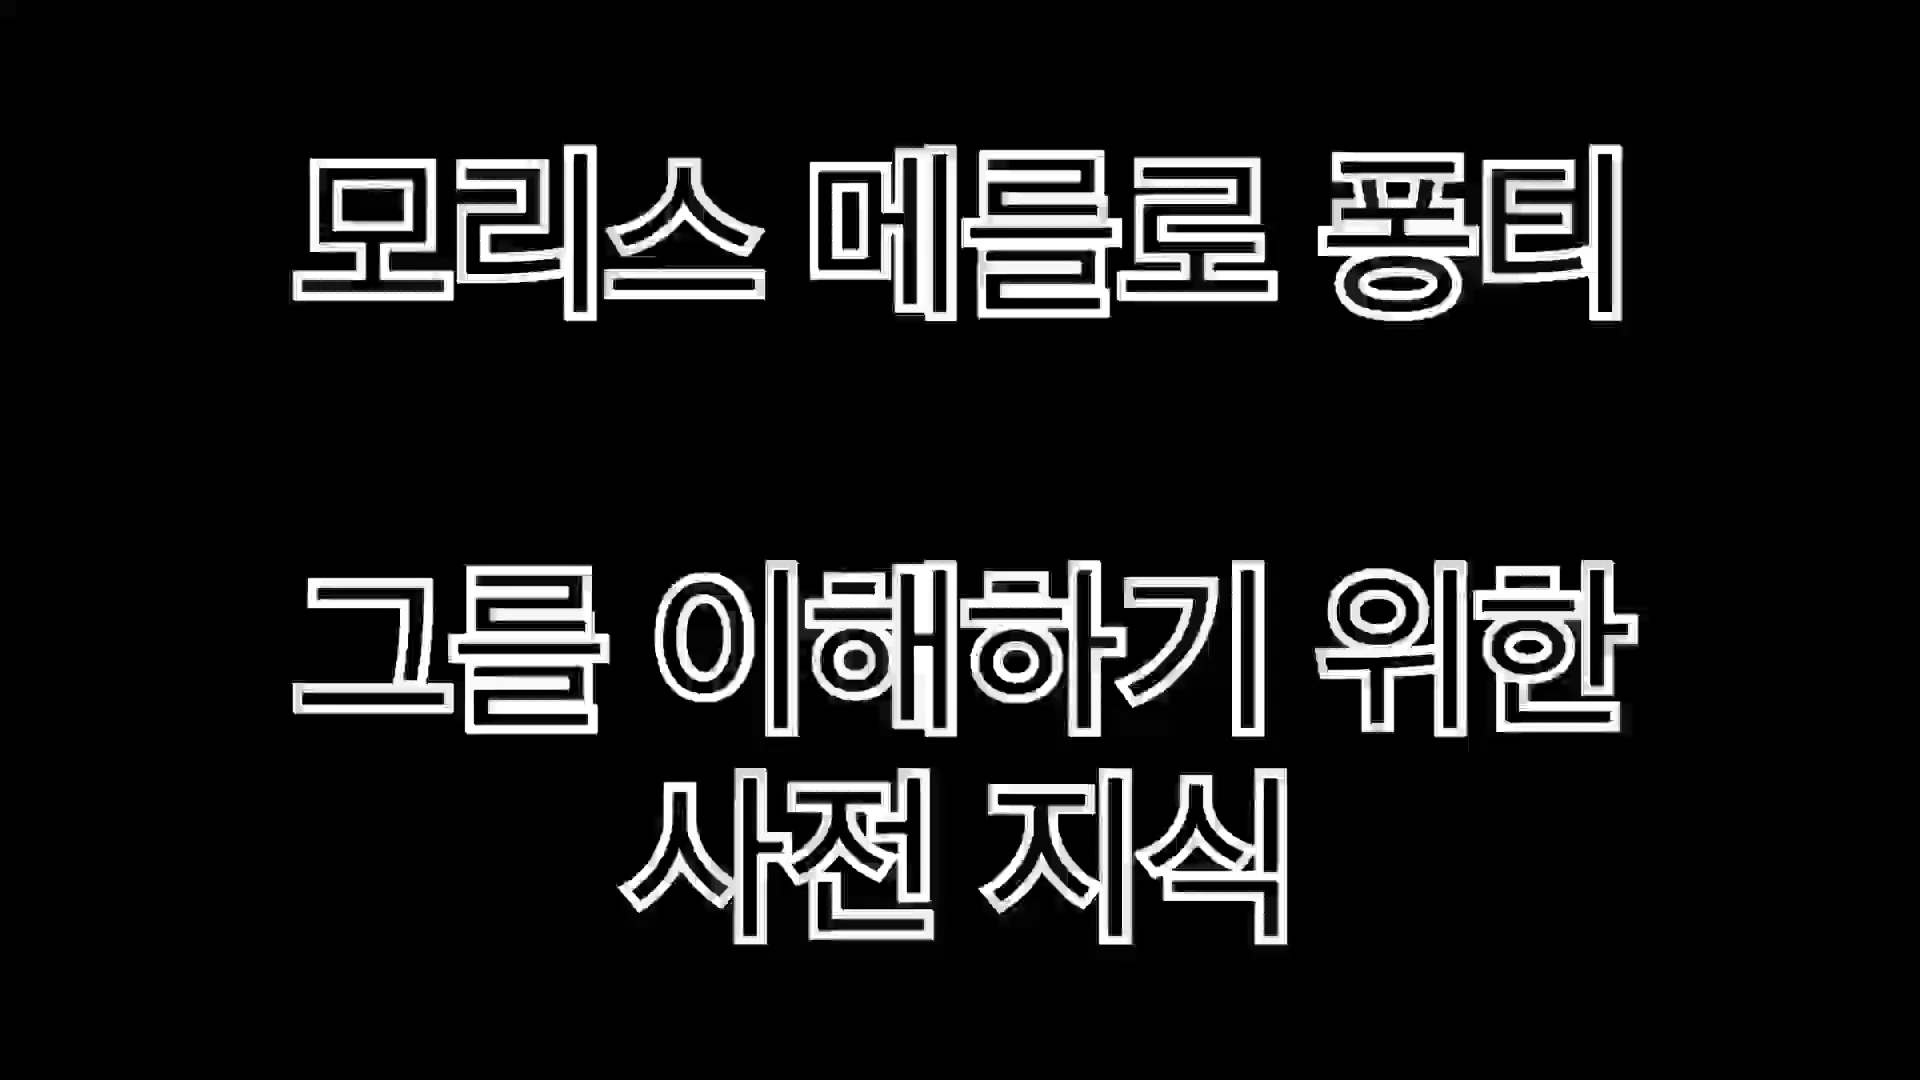 모리스 메를로 퐁티
그를 이해하기 위한
사전 지식